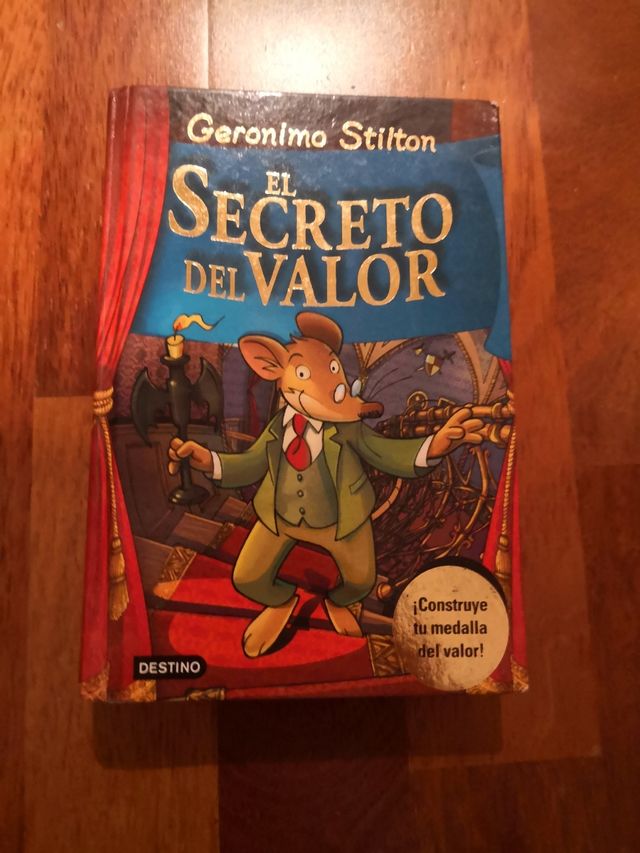 Geronimo Stilton
EL
SECRETO
DEL VALOR
¡Construye
tu medalla
del valor!
DESTINO